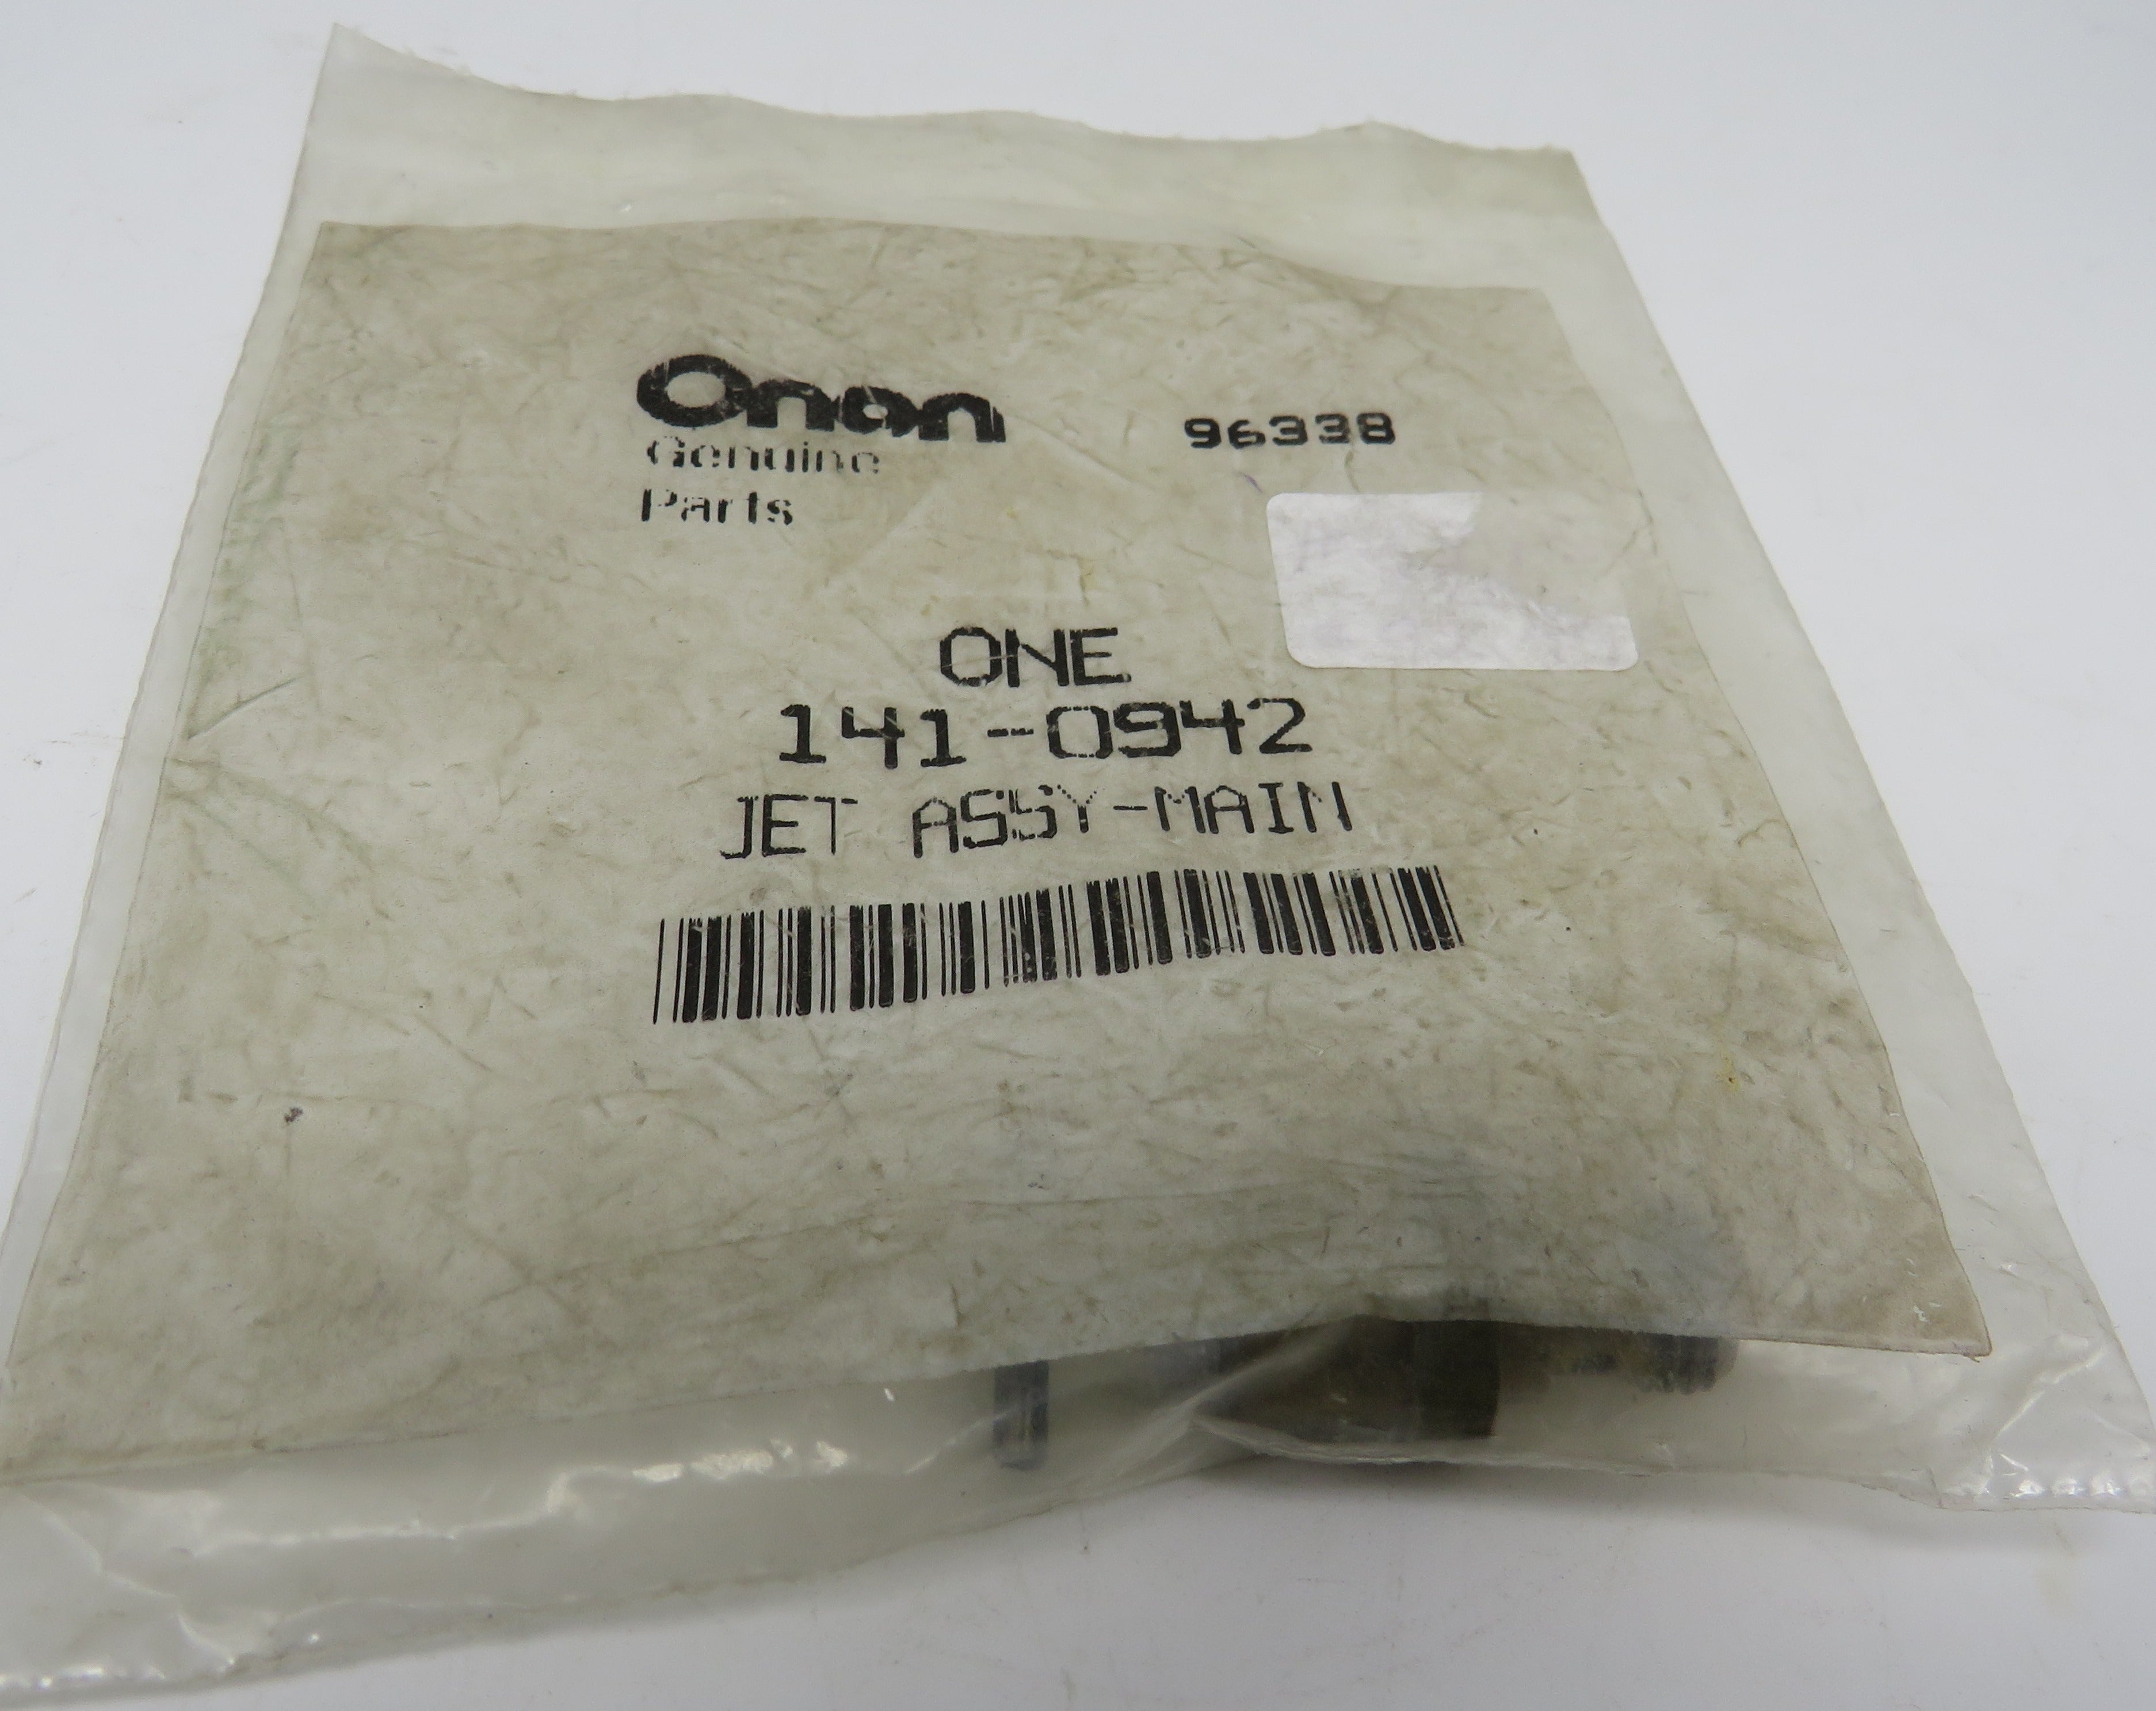 Onan 96338
Genuine
Parts
ONE
141-0942
JET ASSY-MAIN